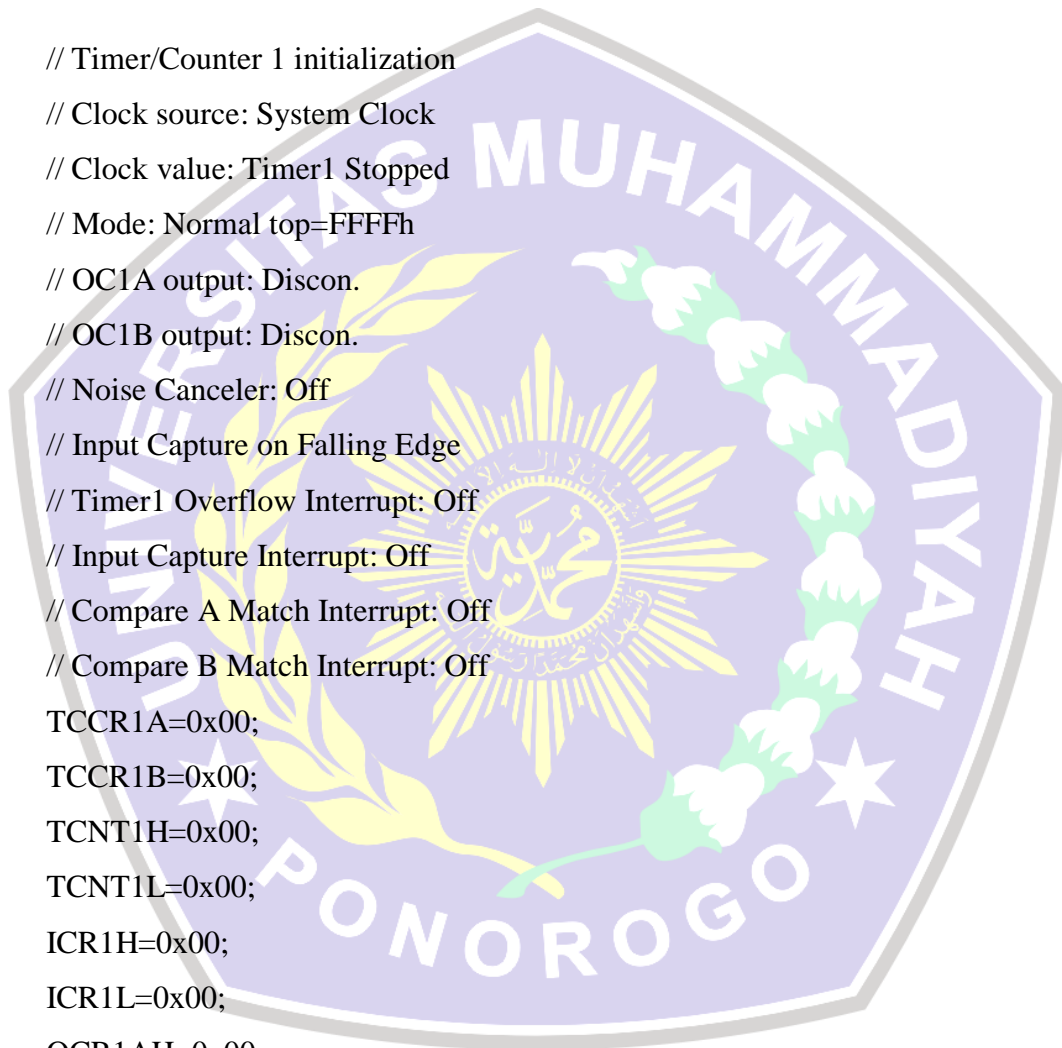 // Timer/Counter 1 initialization
// Clock source: System Clock
// Clock value: Timer1 Stopped
// Mode: Normal top=FFFFh
// OC1A output: Discon.
// OC1B output: Discon.
// Noise Canceler: Off
// Input Capture on Falling Edge
// Timer1 Overflow Interrupt: Off
// Input Capture Interrupt: Off
// Compare A Match Interrupt: Off
// Compare B Match Interrupt: Off
TCCR1A=0x00;
TCCR1B=0x00;
TCNT1H=0x00;
TCNT1L=0x00;
ICR1H=0x00;
ICR1L=0x00;
UNIVERSITAS MUHAMMADIYAH
PONOROGO
محمدية